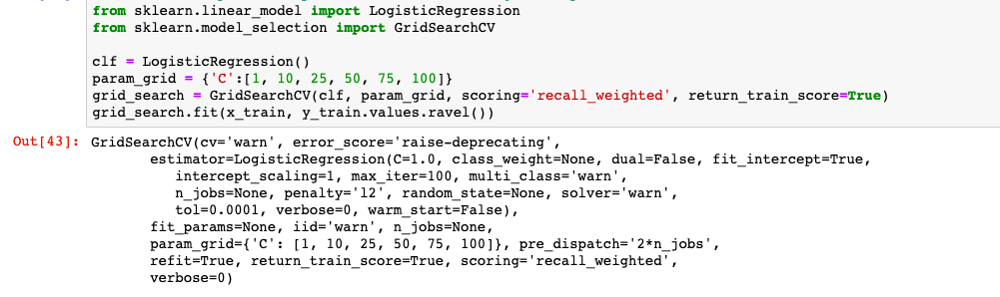 from sklearn.linear_model import LogisticRegression
from sklearn.model_selection import GridSearchCV
clf = LogisticRegression()
param_grid = {'C':[1, 10, 25, 50, 75, 100]}
grid_search = GridSearchCV(clf, param_grid, scoring='recall_weighted', return_train_score=True)
grid_search.fit(x_train, y_train.values.ravel())
Out[43]: GridSearchCV(cv='warn', error_score='raise-deprecating',
estimator=LogisticRegression(C=1.0, class_weight=None, dual=False, fit_intercept=True,
intercept_scaling=1, max_iter=100, multi_class='warn',
n_jobs=None, penalty='l2', random_state=None, solver='warn',
tol=0.0001, verbose=0, warm_start=False),
fit_params=None, iid='warn', n_jobs=None,
param_grid={'C': [1, 10, 25, 50, 75, 100]}, pre_dispatch='2*n_jobs',
refit=True, return_train_score=True, scoring='recall_weighted',
verbose=0)